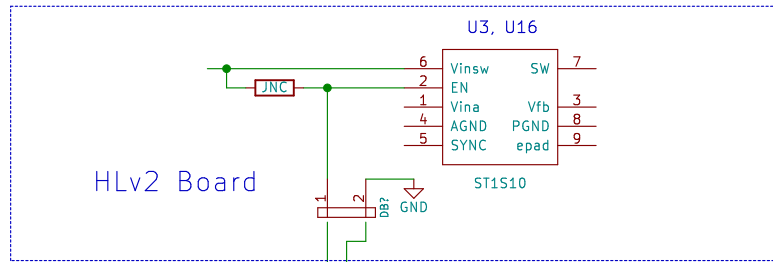 U3, U16
6 Vinsw SW 7
2 EN
JNC
1 Vina Vfb 3
4 AGND PGND 8
5 SYNC epad 9
HLv2 Board
ST1S10
1 2 DB?
GND